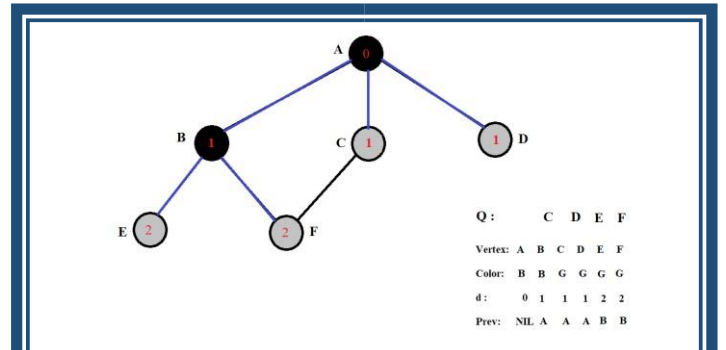 A 0
B 1 C 1 1 D
E 2 2 F
Q : C D E F
Vertex: A B C D E F
Color: B B G G G G
d : 0 1 1 1 2 2
Prev: NIL A A A B B